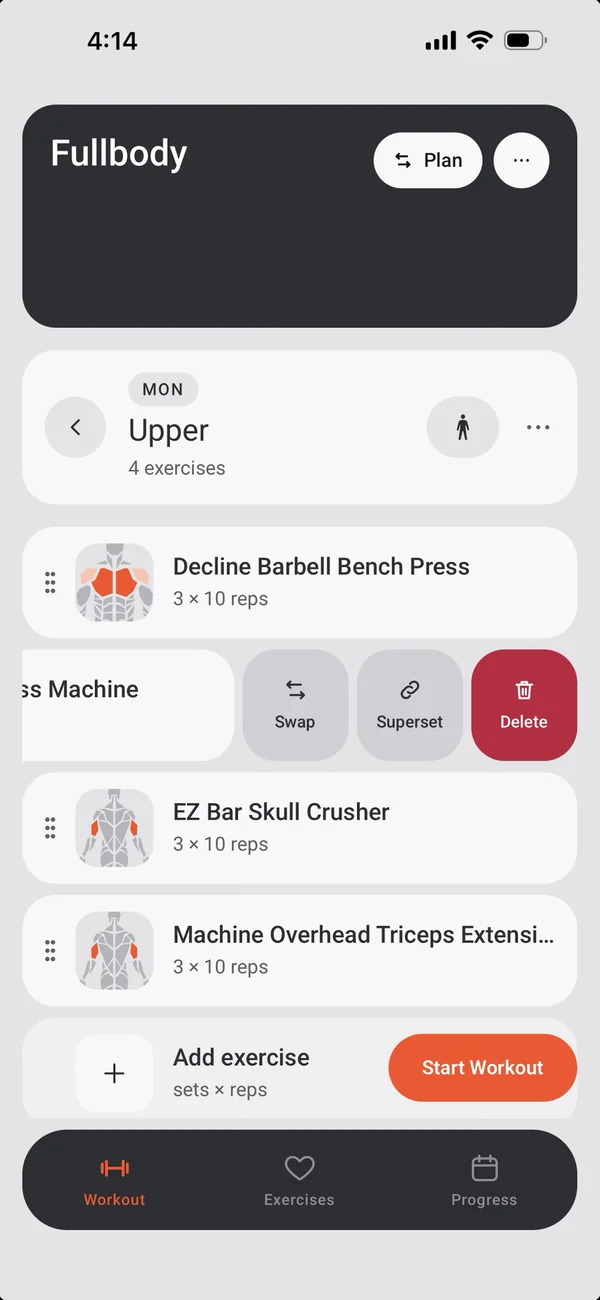 4:14
Fullbody
Plan
MON
Upper
4 exercises
Decline Barbell Bench Press
3 × 10 reps
ss Machine
Swap
Superset
Delete
EZ Bar Skull Crusher
3 × 10 reps
Machine Overhead Triceps Extensi...
3 × 10 reps
Add exercise
sets × reps
Start Workout
Workout
Exercises
Progress